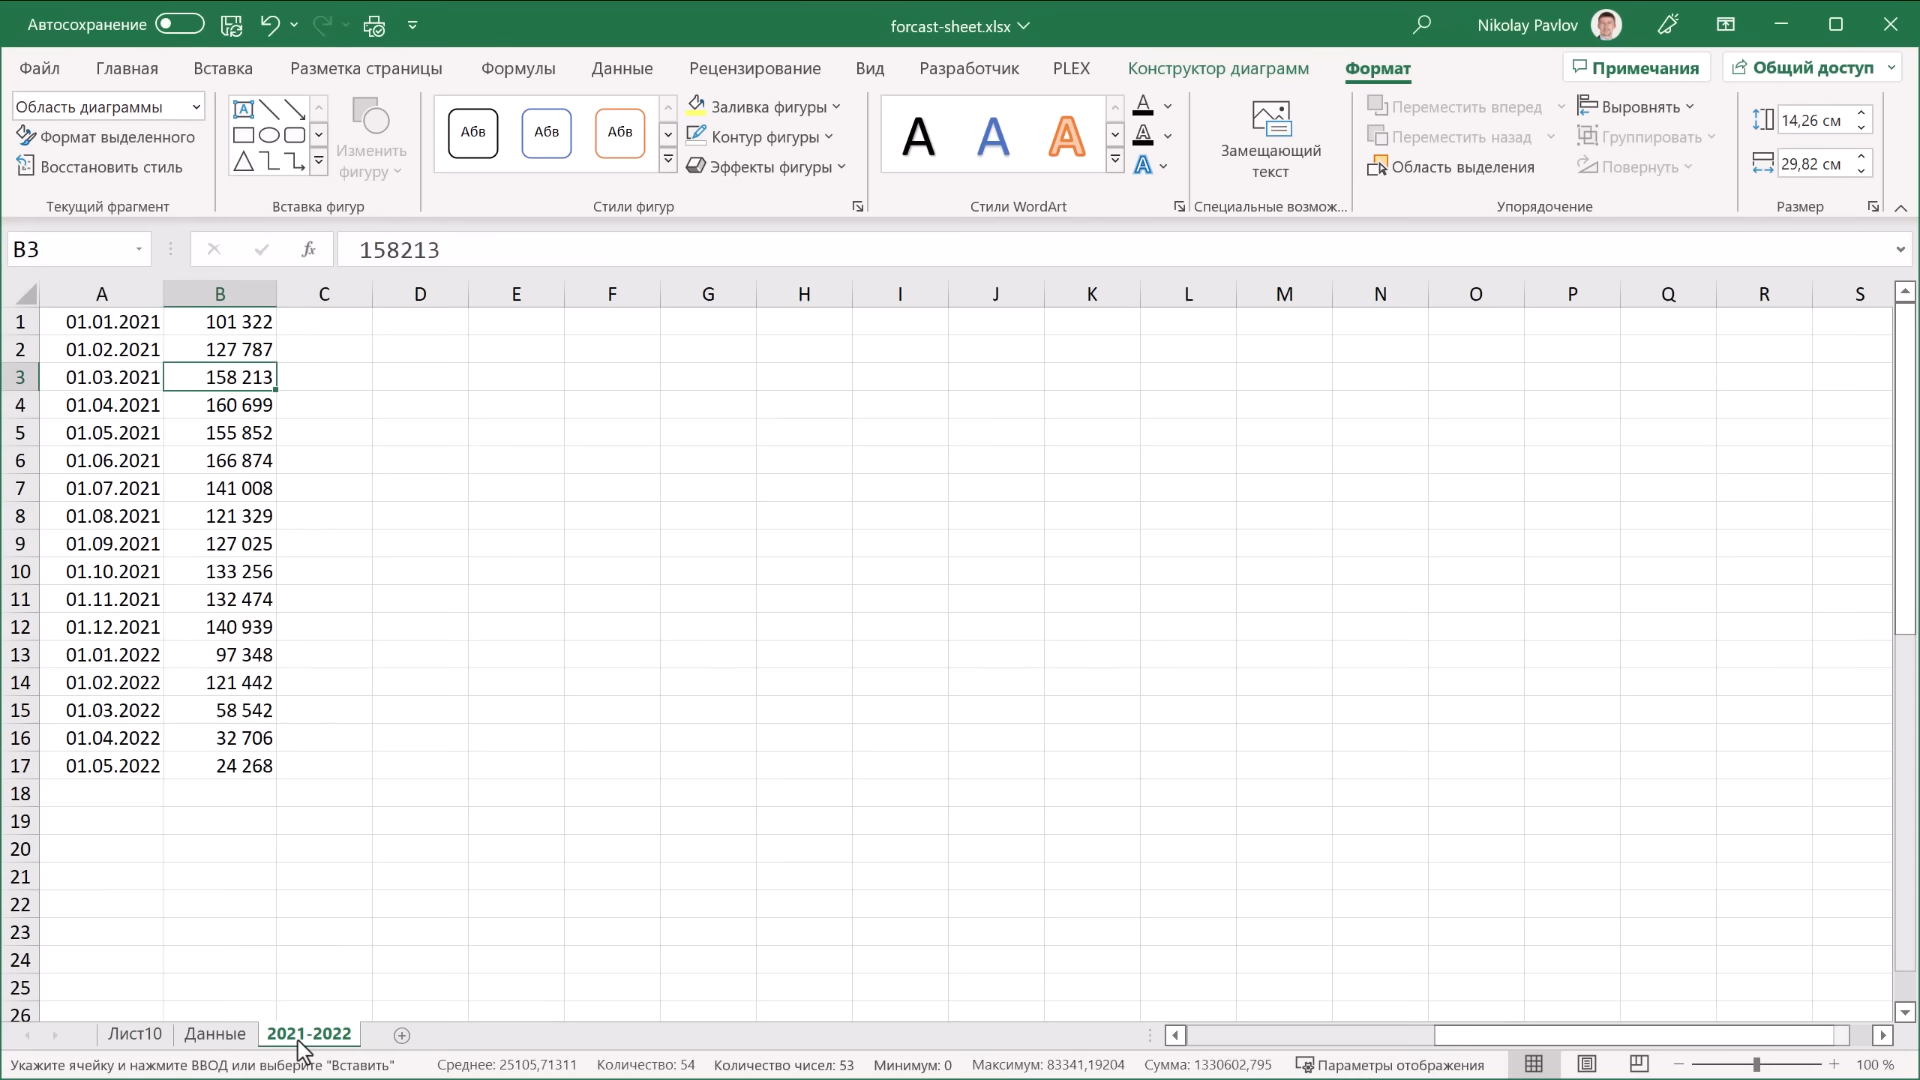 Автосохранение
forcast-sheet.xlsx
Nikolay Pavlov
Файл Главная Вставка Разметка страницы Формулы Данные Рецензирование Вид Разработчик PLEX Конструктор диаграмм Формат Примечания Общий доступ
Область диаграммы
Формат выделенного
Восстановить стиль
Текущий фрагмент
A
Изменить
фигуру
Вставка фигур
Абв Абв Абв
Заливка фигуры
Контур фигуры
Эффекты фигуры
Стили фигур
A A A
A
A
A
Стили WordArt
Замещающий
текст
Специальные возмож...
Переместить вперед
Переместить назад
Область выделения
Выровнять
Группировать
Повернуть
Упорядочение
14,26 см
29,82 см
Размер
B3 fx 158213
A B C D E F G H I J K L M N O P Q R S
1 01.01.2021 101 322
2 01.02.2021 127 787
3 01.03.2021 158 213
4 01.04.2021 160 699
5 01.05.2021 155 852
6 01.06.2021 166 874
7 01.07.2021 141 008
8 01.08.2021 121 329
9 01.09.2021 127 025
10 01.10.2021 133 256
11 01.11.2021 132 474
12 01.12.2021 140 939
13 01.01.2022 97 348
14 01.02.2022 121 442
15 01.03.2022 58 542
16 01.04.2022 32 706
17 01.05.2022 24 268
18
19
20
21
22
23
24
25
26
Лист10 Данные 2021-2022
Укажите ячейку и нажмите ВВОД или выберите "Вставить" Среднее: 25105,71311 Количество: 54 Количество чисел: 53 Минимум: 0 Максимум: 83341,19204 Сумма: 1330602,795 Параметры отображения 100 %